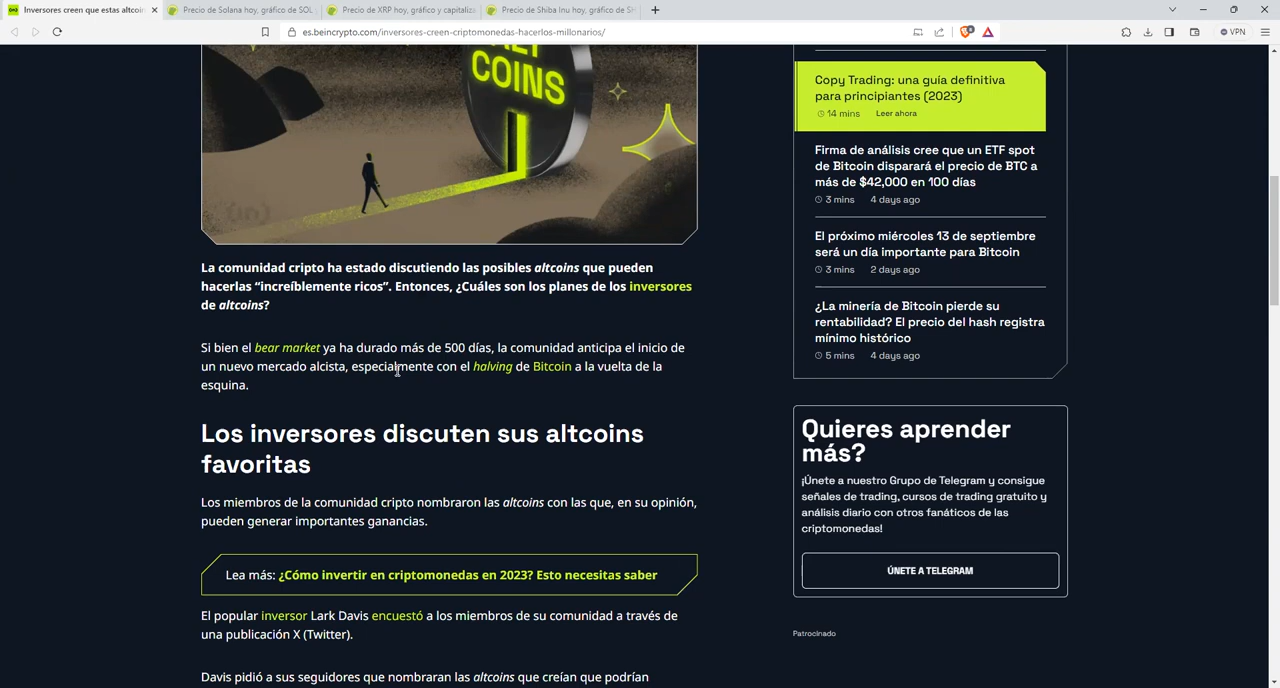 Inversores creen que estas altcoin
Precio de Solana hoy, gráfico de SOL
Precio de XRP hoy, gráfico y capitaliza
Precio de Shiba Inu hoy, gráfico de SH
es.beincrypto.com/inversores-creen-criptomonedas-hacerlos-millonarios/
VPN
COINS
La comunidad cripto ha estado discutiendo las posibles altcoins que pueden
hacerlas “increíblemente ricos”. Entonces, ¿Cuáles son los planes de los inversores
de altcoins?
Si bien el bear market ya ha durado más de 500 días, la comunidad anticipa el inicio de
un nuevo mercado alcista, especialmente con el halving de Bitcoin a la vuelta de la
esquina.
Los inversores discuten sus altcoins
favoritas
Los miembros de la comunidad cripto nombraron las altcoins con las que, en su opinión,
pueden generar importantes ganancias.
Lea más: ¿Cómo invertir en criptomonedas en 2023? Esto necesitas saber
El popular inversor Lark Davis encuestó a los miembros de su comunidad a través de
una publicación X (Twitter).
Davis pidió a sus seguidores que nombraran las altcoins que creían que podrían
Copy Trading: una guía definitiva
para principiantes (2023)
14 mins Leer ahora
Firma de análisis cree que un ETF spot
de Bitcoin disparará el precio de BTC a
más de $42,000 en 100 días
3 mins 4 days ago
El próximo miércoles 13 de septiembre
será un día importante para Bitcoin
3 mins 2 days ago
¿La minería de Bitcoin pierde su
rentabilidad? El precio del hash registra
mínimo histórico
5 mins 4 days ago
Quieres aprender
más?
¡Únete a nuestro Grupo de Telegram y consigue
señales de trading, cursos de trading gratuito y
análisis diario con otros fanáticos de las
criptomonedas!
ÚNETE A TELEGRAM
Patrocinado